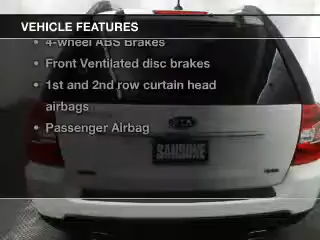 VEHICLE FEATURES
4-wheel ABS Brakes
Front Ventilated disc brakes
1st and 2nd row curtain head
airbags
Passenger Airbag
KIA
SANSONE